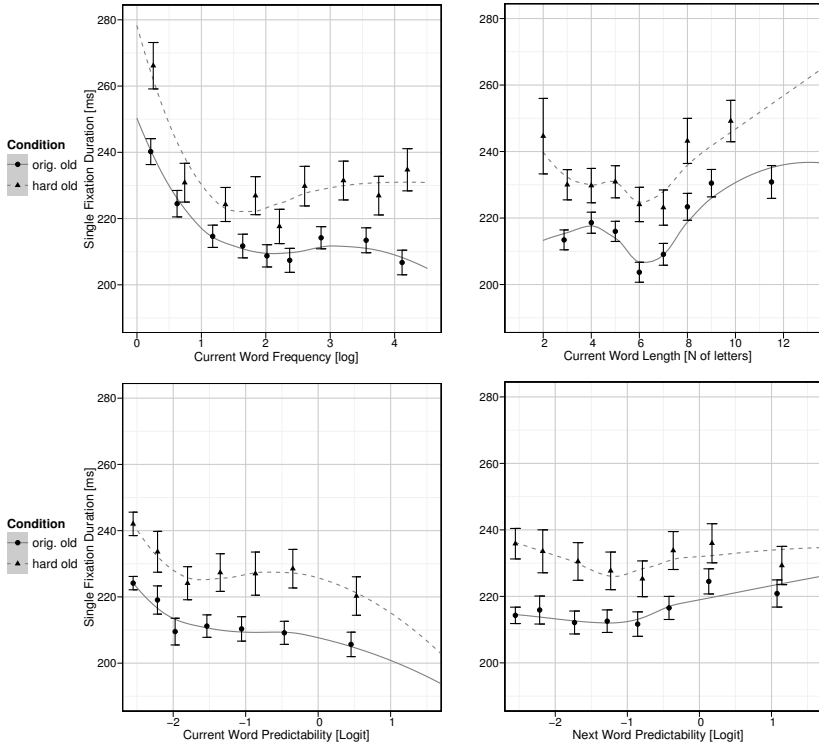 280
260
240
220
200
Single Fixation Duration [ms]
0 1 2 3 4
Current Word Frequency [log]
Condition
orig. old
hard old
280
260
240
220
200
2 4 6 8 10 12
Current Word Length [N of letters]
280
260
240
220
200
Single Fixation Duration [ms]
−2 −1 0 1
Current Word Predictability [Logit]
Condition
orig. old
hard old
280
260
240
220
200
−2 −1 0 1
Next Word Predictability [Logit]